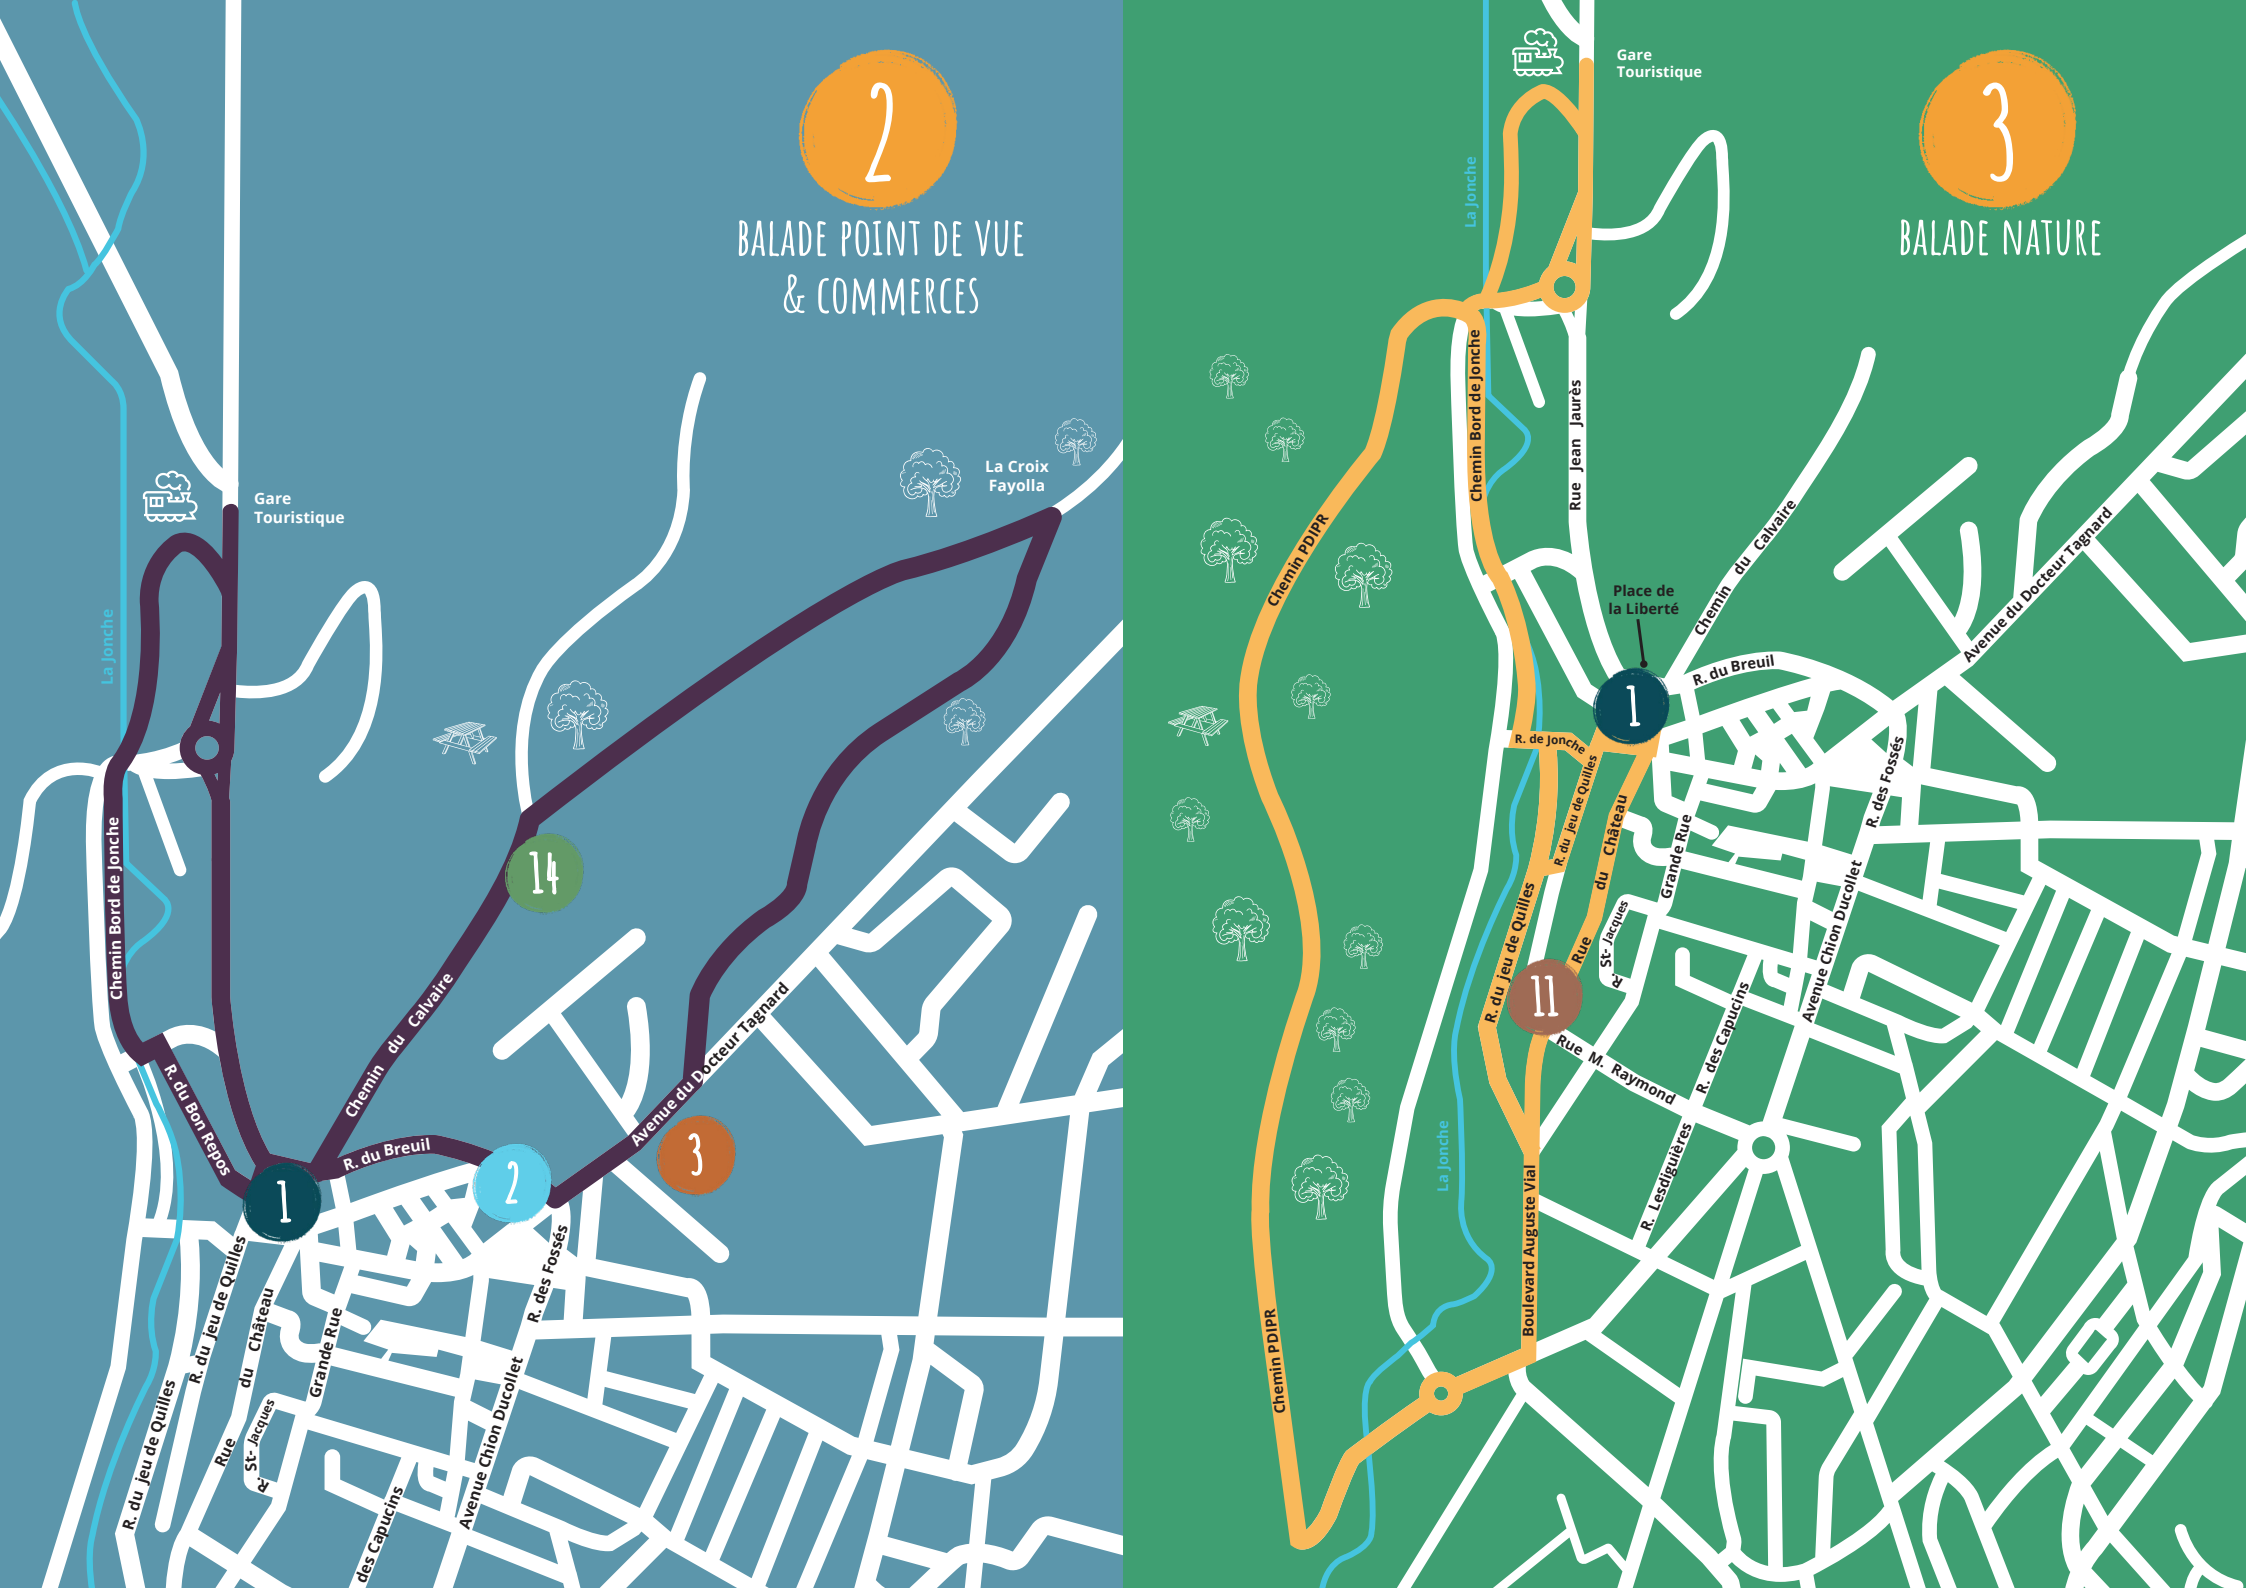 2
BALADE POINT DE VUE
& COMMERCES
Gare
Touristique
La Croix
Fayolla
La Jonche
14
Chemin Bord de Jonche
Chemin du Calvaire
R. du Bon Repos
R. du Breuil
Avenue du Docteur Tagnard
1
2
3
R. des Fossés
R. du jeu de Quilles
Rue du Château
Grande Rue
R. du jeu de Quilles
R. St- Jacques
Avenue Chion Ducollet
des Capucins
3
BALADE NATURE
Gare
Touristique
La Jonche
Chemin Bord de Jonche
Rue Jean Jaurès
Chemin PDIPR
Chemin du Calvaire
Avenue du Docteur Tagnard
Place de
la Liberté
1
R. du Breuil
R. de Jonche
R. du jeu de Quilles
Rue du Château
Grande Rue
R. des Fossés
R. du jeu de Quilles
R. St- Jacques
Avenue Chion Ducollet
11
Rue M. Raymond
R. des Capucins
R. Lesdiguières
La Jonche
Boulevard Auguste Vial
Chemin PDIPR